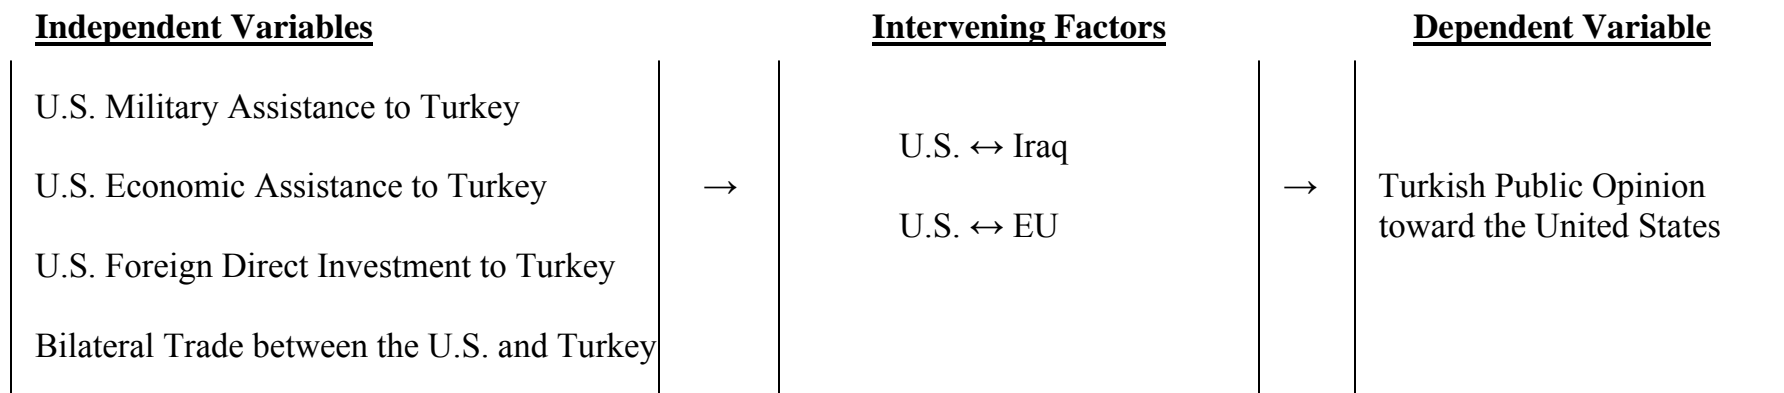 Independent Variables
Intervening Factors
Dependent Variable
U.S. Military Assistance to Turkey
U.S. Economic Assistance to Turkey
U.S. Foreign Direct Investment to Turkey
Bilateral Trade between the U.S. and Turkey
→
U.S. ↔ Iraq
U.S. ↔ EU
→
Turkish Public Opinion
toward the United States